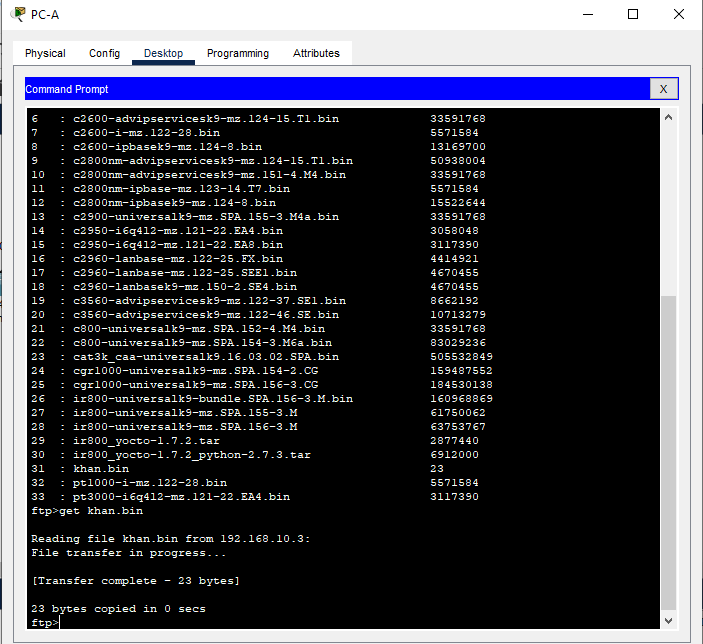 PC-A
Physical Config Desktop Programming Attributes
Command Prompt X
6 : c2600-advipservicesk9-mz.124-15.T1.bin 33591768
7 : c2600-i-mz.122-28.bin 5571584
8 : c2600-ipbasek9-mz.124-8.bin 13169700
9 : c2800nm-advipservicesk9-mz.124-15.T1.bin 50938004
10 : c2800nm-advipservicesk9-mz.151-4.M4.bin 33591768
11 : c2800nm-ipbase-mz.123-14.T7.bin 5571584
12 : c2800nm-ipbasek9-mz.124-8.bin 15522644
13 : c2900-universalk9-mz.SPA.155-3.M4a.bin 33591768
14 : c2950-i6q4l2-mz.121-22.EA4.bin 3058048
15 : c2950-i6q4l2-mz.121-22.EA8.bin 3117390
16 : c2960-lanbase-mz.122-25.FX.bin 4414921
17 : c2960-lanbase-mz.122-25.SEE1.bin 4670455
18 : c2960-lanbasek9-mz.150-2.SE4.bin 4670455
19 : c3560-advipservicesk9-mz.122-37.SE1.bin 8662192
20 : c3560-advipservicesk9-mz.122-46.SE.bin 10713279
21 : c800-universalk9-mz.SPA.152-4.M4.bin 33591768
22 : c800-universalk9-mz.SPA.154-3.M6a.bin 83029236
23 : cat3k_caa-universalk9.16.03.02.SPA.bin 505532849
24 : cgr1000-universalk9-mz.SPA.154-2.CG 159487552
25 : cgr1000-universalk9-mz.SPA.156-3.CG 184530138
26 : ir800-universalk9-bundle.SPA.156-3.M.bin 160968869
27 : ir800-universalk9-mz.SPA.155-3.M 61750062
28 : ir800-universalk9-mz.SPA.156-3.M 63753767
29 : ir800_yocto-1.7.2.tar 2877440
30 : ir800_yocto-1.7.2_python-2.7.3.tar 6912000
31 : khan.bin 23
32 : pt1000-i-mz.122-28.bin 5571584
33 : pt3000-i6q4l2-mz.121-22.EA4.bin 3117390
ftp>get khan.bin
Reading file khan.bin from 192.168.10.3:
File transfer in progress...
[Transfer complete - 23 bytes]
23 bytes copied in 0 secs
ftp>